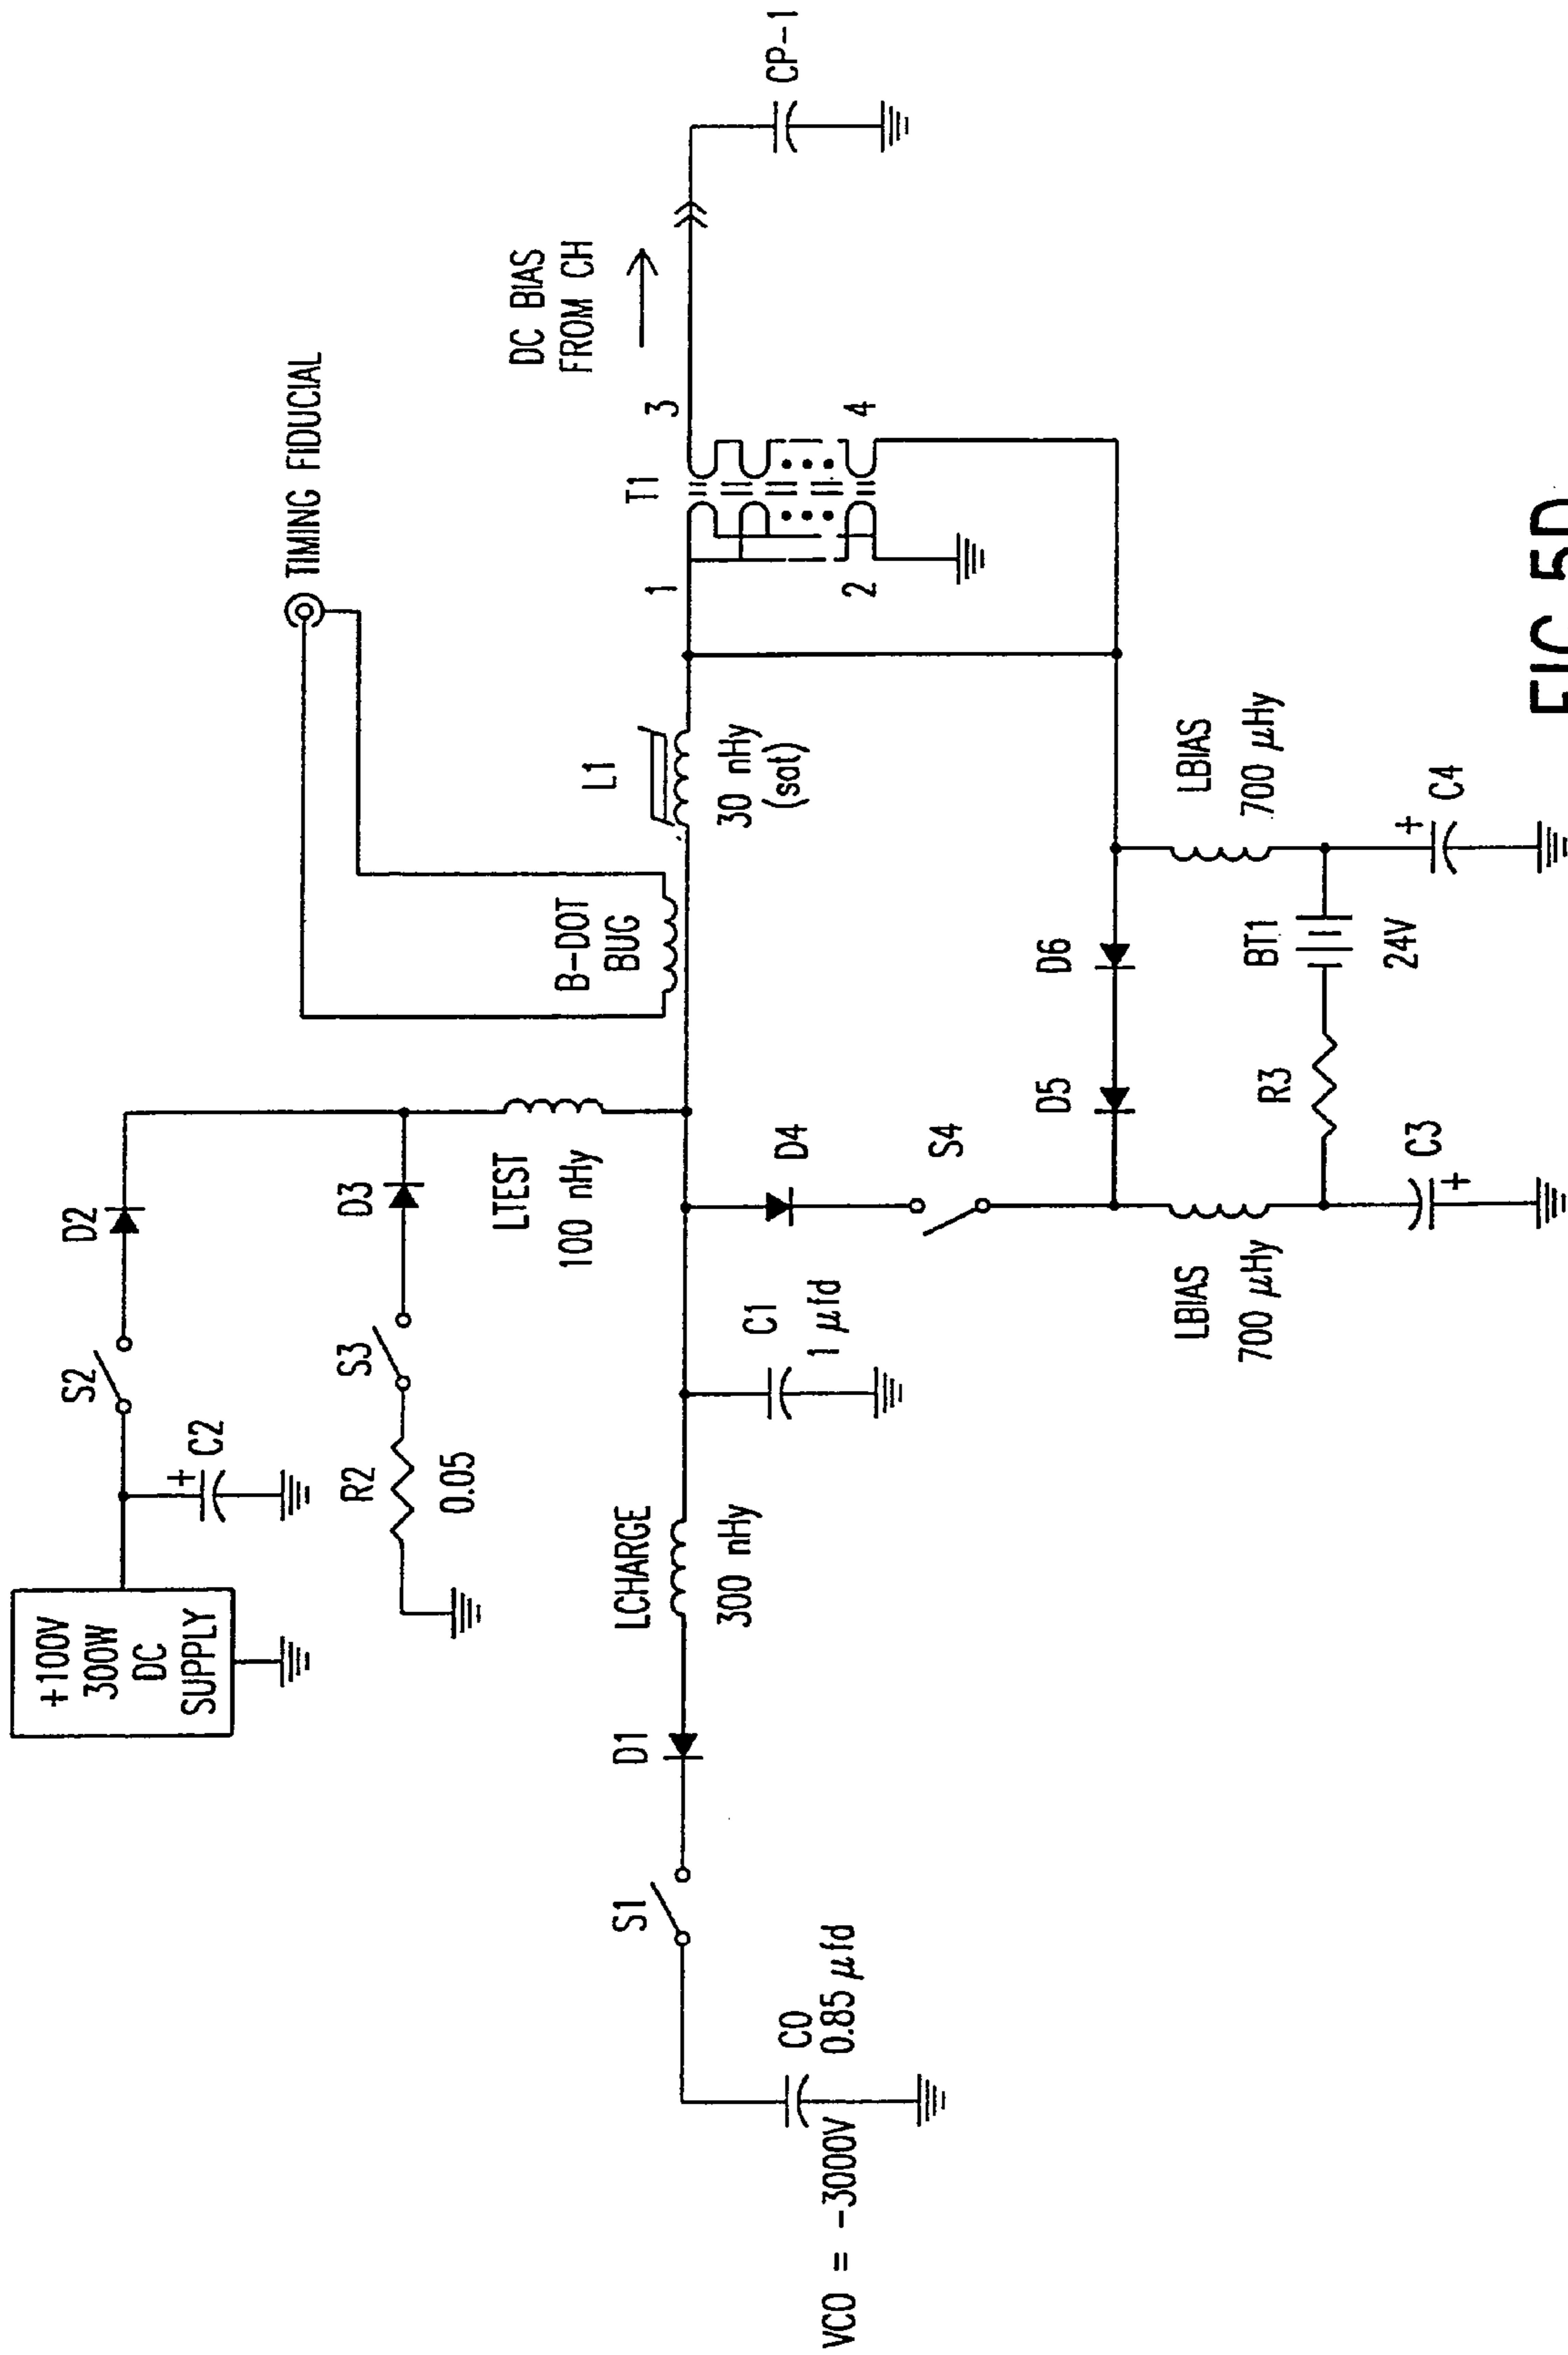 +100V
300W
DC
SUPPLY
C2
+
S2
D2
R2
0.05
S3
D3
LTEST
100 nHy
TIMING FIDUCIAL
B-DOT
BUG
L1
30 nHy
(sat)
T1
1
2
3
4
DC BIAS
FROM CH
CP-1
VCO = -3000V
CO
0.85 μfd
S1
D1
LCHARGE
300 nHy
C1
1 μfd
D4
S4
D5
D6
LBIAS
700 μHy
LBIAS
700 μHy
R3
BT1
24V
C3
+
C4
+